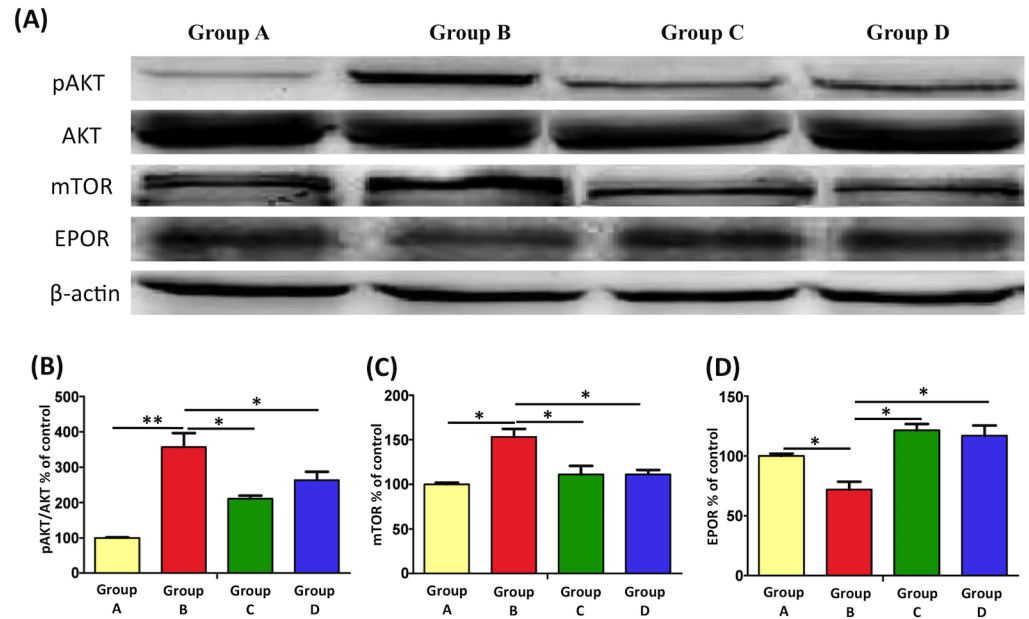 (A)
Group A Group B Group C Group D
pAKT
AKT
mTOR
EPOR
β-actin
(B)
pAKT/AKT % of control
500
400
300
200
100
0
** * *
Group A Group B Group C Group D
(C)
mTOR % of control
200
150
100
50
0
* * *
Group A Group B Group C Group D
(D)
EPOR % of control
150
100
50
0
* * *
Group A Group B Group C Group D